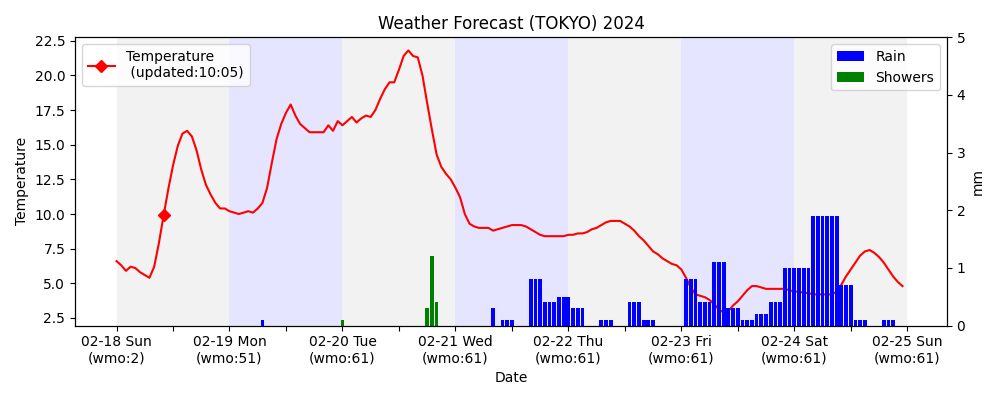 Weather Forecast (TOKYO) 2024
Temperature
(updated:10:05)
Rain
Showers
Temperature
22.5
20.0
17.5
15.0
12.5
10.0
7.5
5.0
2.5
5
4
3
2
1
0
mm
02-18 Sun
(wmo:2)
02-19 Mon
(wmo:51)
02-20 Tue
(wmo:61)
02-21 Wed
(wmo:61)
02-22 Thu
(wmo:61)
02-23 Fri
(wmo:61)
02-24 Sat
(wmo:61)
02-25 Sun
(wmo:61)
Date